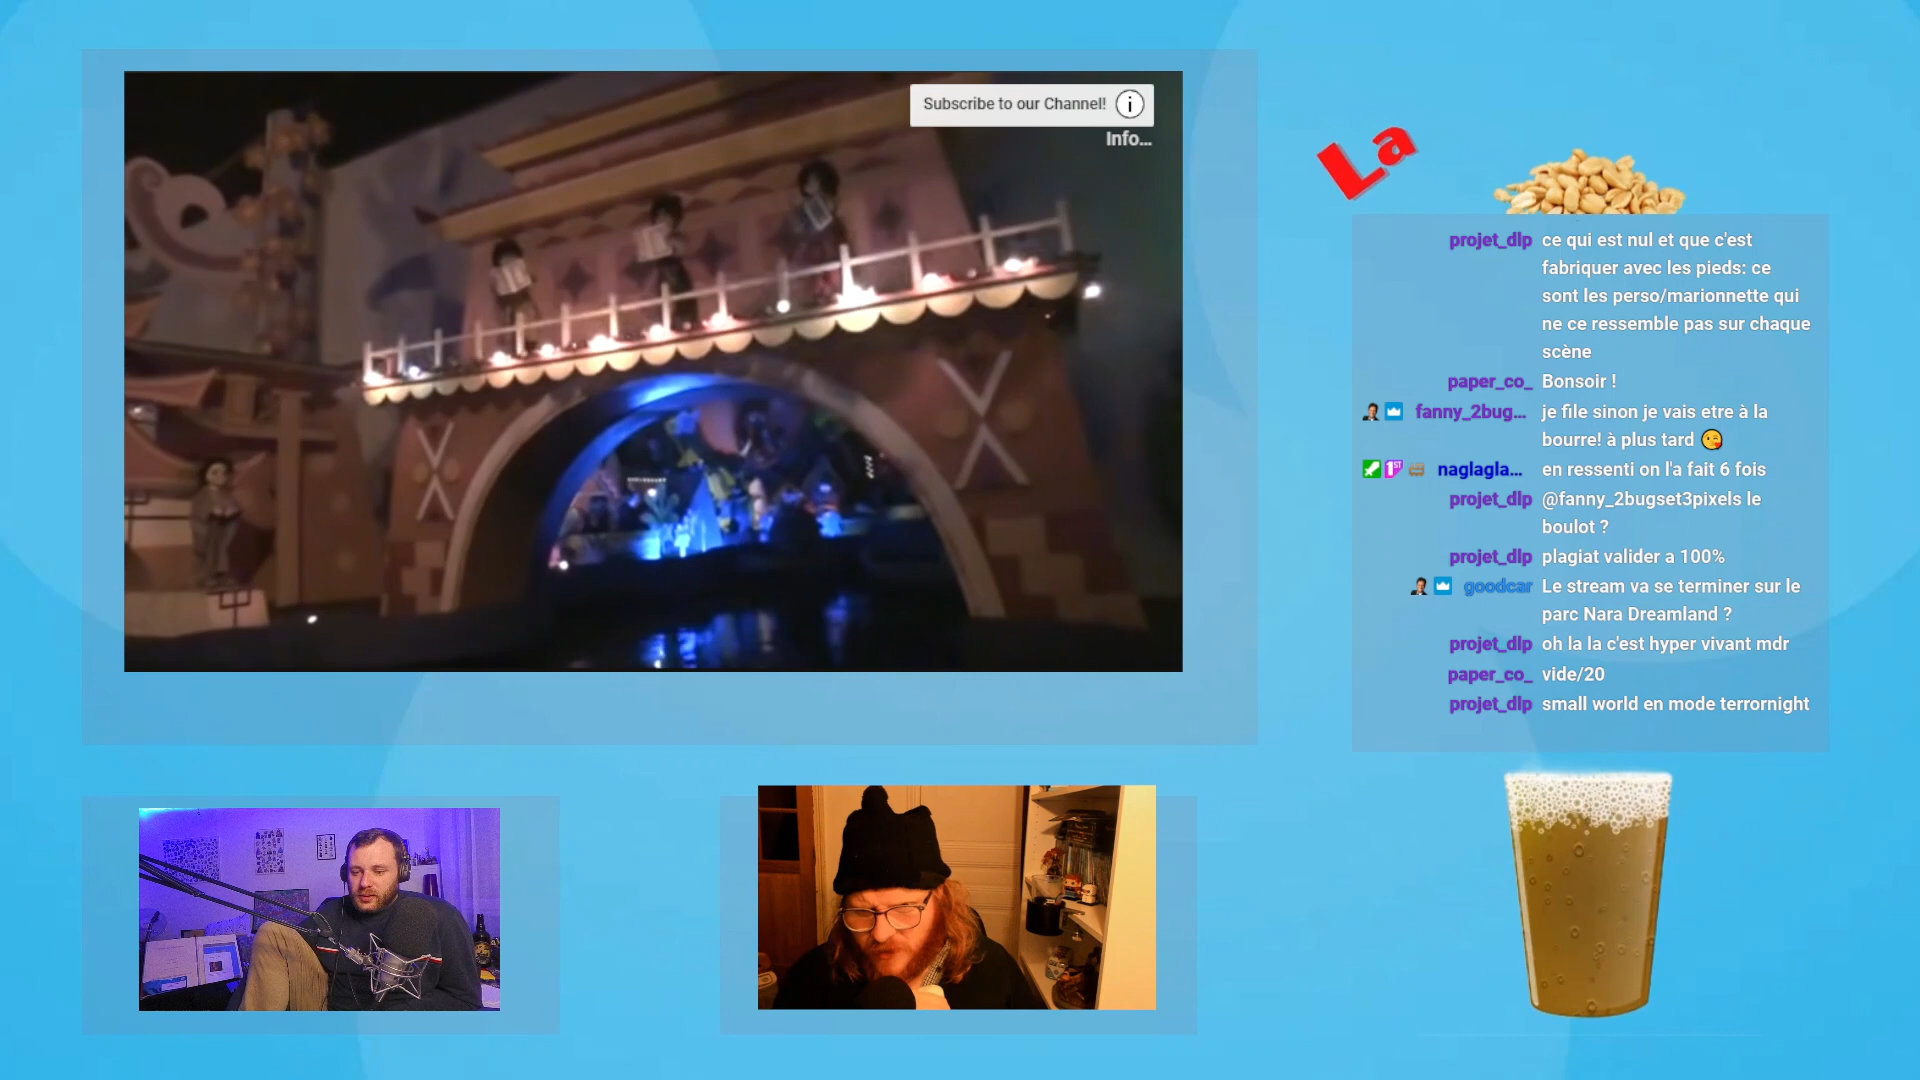 Subscribe to our Channel!
Info...
La
projet_dlp ce qui est nul et que c'est
fabriquer avec les pieds: ce
sont les perso/marionnette qui
ne ce ressemble pas sur chaque
scène
paper_co_ Bonsoir !
fanny_2bug... je file sinon je vais etre à la
bourre! à plus tard 😘
1ST naglagla... en ressenti on l'a fait 6 fois
projet_dlp @fanny_2bugset3pixels le
boulot ?
projet_dlp plagiat valider a 100%
goodcar Le stream va se terminer sur le
parc Nara Dreamland ?
projet_dlp oh la la c'est hyper vivant mdr
paper_co_ vide/20
projet_dlp small world en mode terrornight